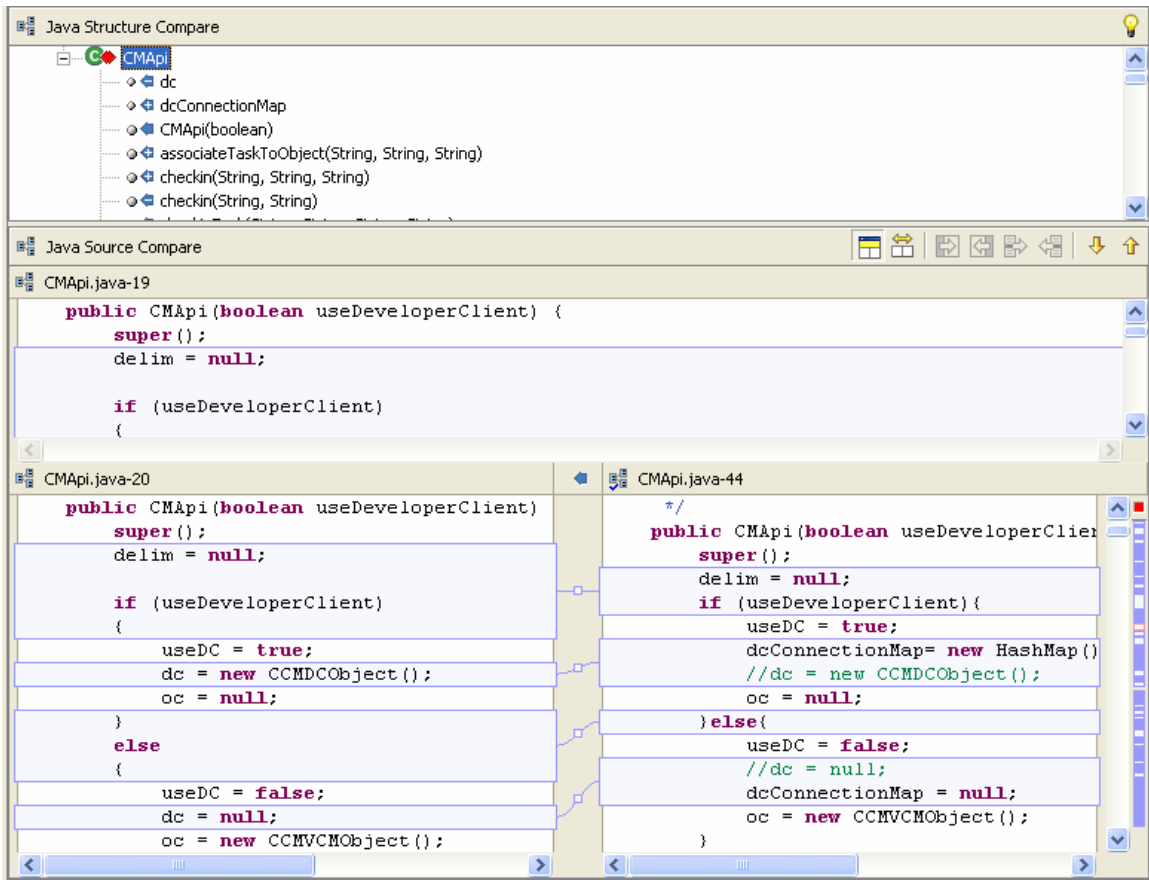 Java Structure Compare
CMApi
dc
dcConnectionMap
CMApi(boolean)
associateTaskToObject(String, String, String)
checkin(String, String, String)
checkin(String, String)
Java Source Compare
CMApi.java-19
public CMApi(boolean useDeveloperClient) {
super();
delim = null;
if (useDeveloperClient)
{
CMApi.java-20
public CMApi(boolean useDeveloperClient)
super();
delim = null;
if (useDeveloperClient)
{
useDC = true;
dc = new CCMDCObject();
oc = null;
}
else
{
useDC = false;
dc = null;
oc = new CCMVCMObject();
CMApi.java-44
*/
public CMApi(boolean useDeveloperClier
super();
delim = null;
if (useDeveloperClient){
useDC = true;
dcConnectionMap= new HashMap()
//dc = new CCMDCObject();
oc = null;
}else{
useDC = false;
//dc = null;
dcConnectionMap = null;
oc = new CCMVCMObject();
}